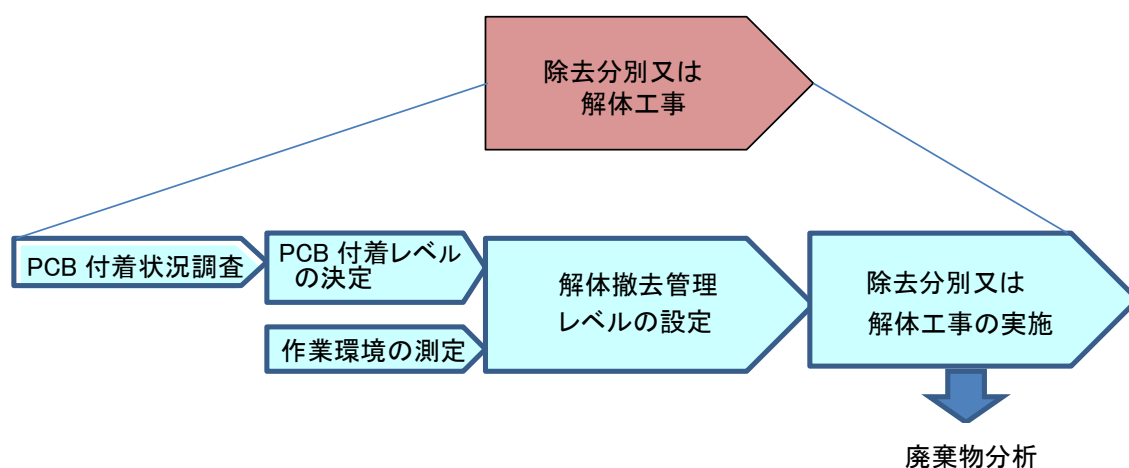 除去分別又は
解体工事
PCB 付着状況調査
PCB 付着レベル
の決定
作業環境の測定
解体撤去管理
レベルの設定
除去分別又は
解体工事の実施
廃棄物分析